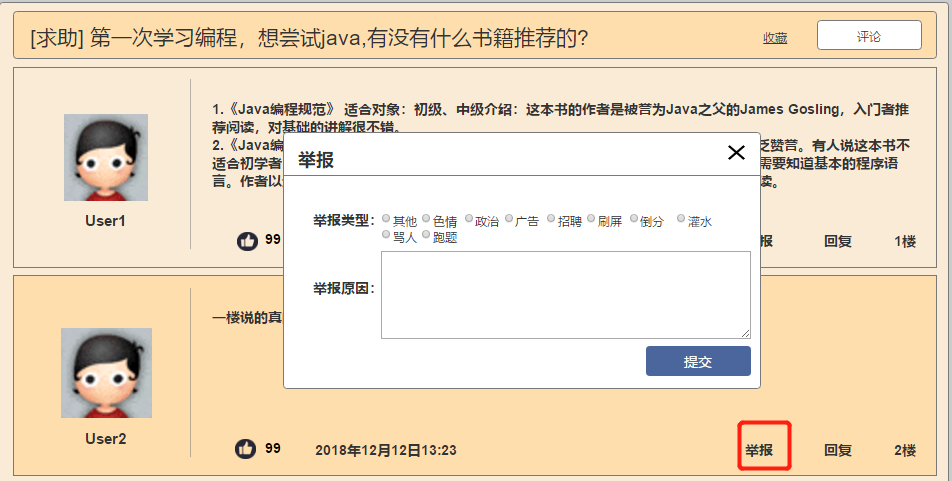 [求助] 第一次学习编程，想尝试java,有没有什么书籍推荐的?
收藏
评论
1.《Java编程规范》 适合对象：初级、中级介绍：这本书的作者是被誉为Java之父的James Gosling，入门者推
荐阅读，对基础的讲解很不错。
2.《Java编
泛赞誉。有人说这本书不
适合初学者
需要知道基本的程序语
言。作者以
读。
User1
99
报
回复
1楼
举报
举报类型：
其他
色情
政治
广告
招聘
刷屏
倒分
灌水
骂人
跑题
举报原因：
提交
一楼说的真
User2
99
2018年12月12日13:23
举报
回复
2楼